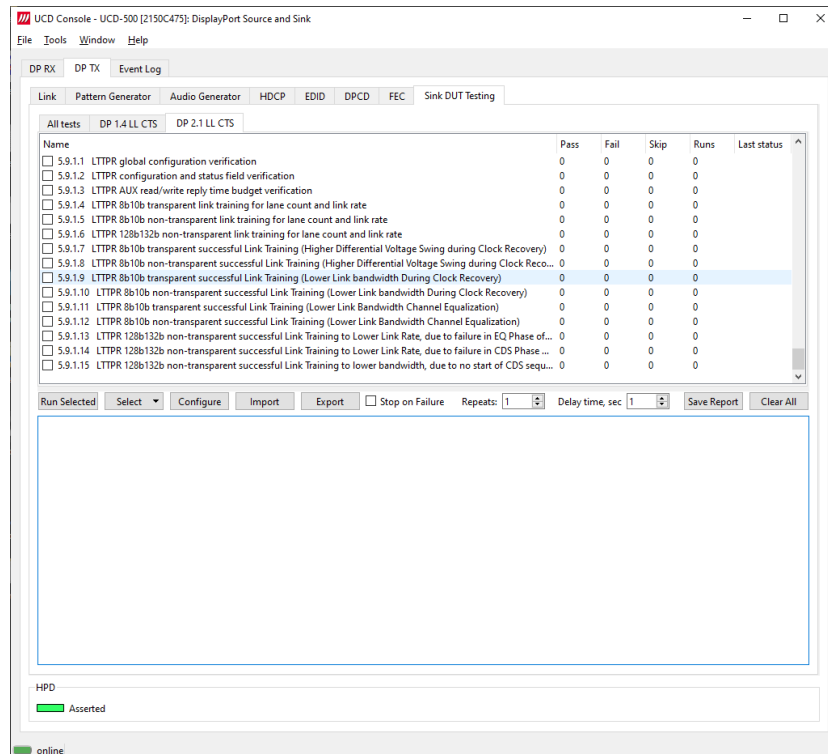 UCD Console - UCD-500 [2150C475]: DisplayPort Source and Sink
File Tools Window Help
DP RX DP TX Event Log
Link Pattern Generator Audio Generator HDCP EDID DPCD FEC Sink DUT Testing
All tests DP 1.4 LL CTS DP 2.1 LL CTS
Name Pass Fail Skip Runs Last status
5.9.1.1 LTTPR global configuration verification 0 0 0 0
5.9.1.2 LTTPR configuration and status field verification 0 0 0 0
5.9.1.3 LTTPR AUX read/write reply time budget verification 0 0 0 0
5.9.1.4 LTTPR 8b10b transparent link training for lane count and link rate 0 0 0 0
5.9.1.5 LTTPR 8b10b non-transparent link training for lane count and link rate 0 0 0 0
5.9.1.6 LTTPR 128b132b non-transparent link training for lane count and link rate 0 0 0 0
5.9.1.7 LTTPR 8b10b transparent successful Link Training (Higher Differential Voltage Swing during Clock Recovery) 0 0 0 0
5.9.1.8 LTTPR 8b10b non-transparent successful Link Training (Higher Differential Voltage Swing during Clock Reco... 0 0 0 0
5.9.1.9 LTTPR 8b10b transparent successful Link Training (Lower Link bandwidth During Clock Recovery) 0 0 0 0
5.9.1.10 LTTPR 8b10b non-transparent successful Link Training (Lower Link bandwidth During Clock Recovery) 0 0 0 0
5.9.1.11 LTTPR 8b10b transparent successful Link Training (Lower Link Bandwidth Channel Equalization) 0 0 0 0
5.9.1.12 LTTPR 8b10b non-transparent successful Link Training (Lower Link Bandwidth Channel Equalization) 0 0 0 0
5.9.1.13 LTTPR 128b132b non-transparent successful Link Training to Lower Link Rate, due to failure in EQ Phase of... 0 0 0 0
5.9.1.14 LTTPR 128b132b non-transparent successful Link Training to Lower Link Rate, due to failure in CDS Phase ... 0 0 0 0
5.9.1.15 LTTPR 128b132b non-transparent successful Link Training to lower bandwidth, due to no start of CDS sequ... 0 0 0 0
Run Selected Select Configure Import Export Stop on Failure Repeats: 1 Delay time, sec 1 Save Report Clear All
HPD
Asserted
online